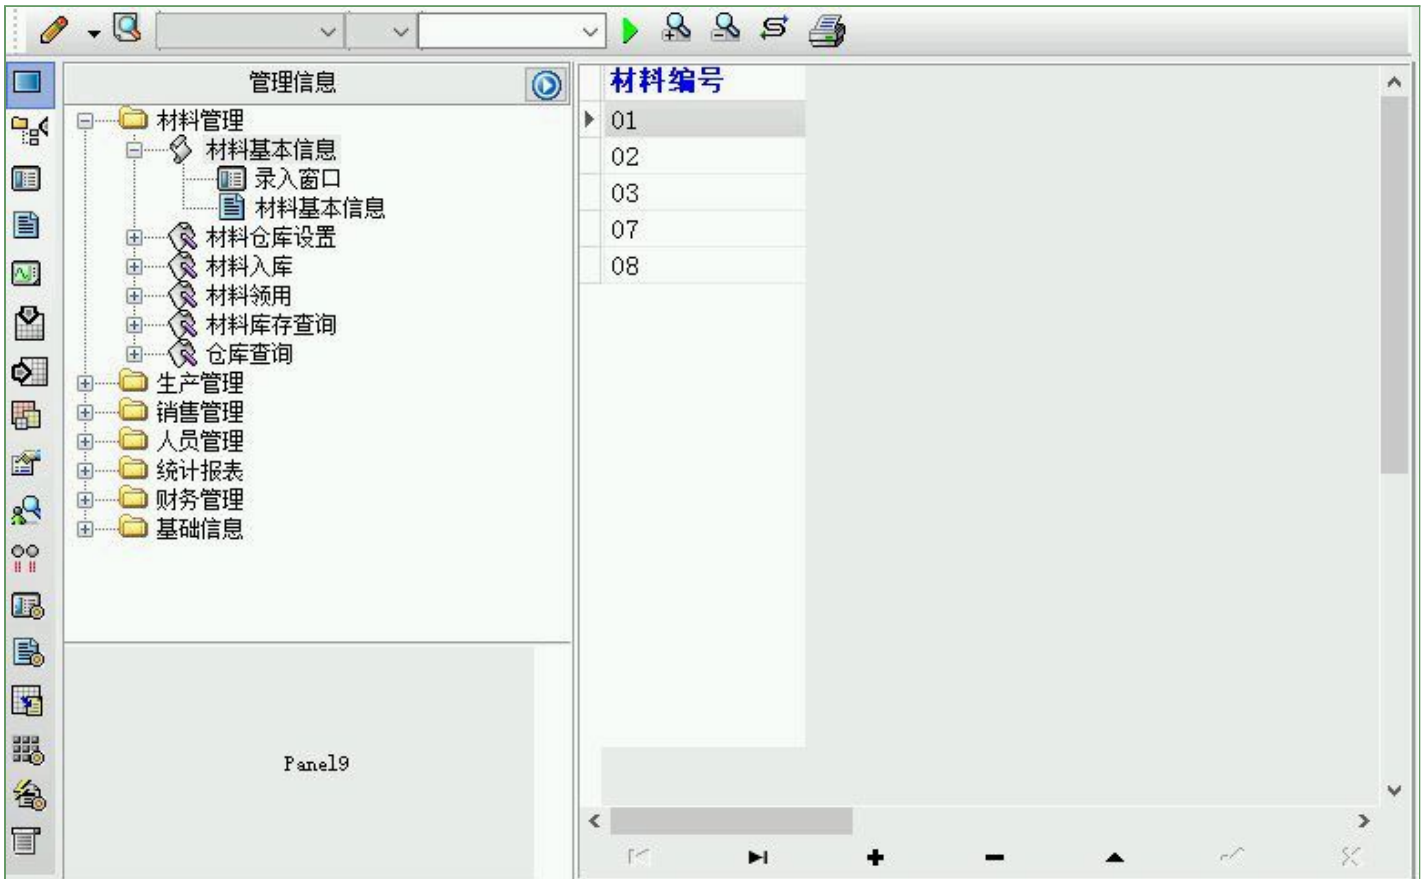 管理信息
材料管理
材料基本信息
录入窗口
材料基本信息
材料仓库设置
材料入库
材料领用
材料库存查询
仓库查询
生产管理
销售管理
人员管理
统计报表
财务管理
基础信息
Panel9
材料编号
01
02
03
07
08